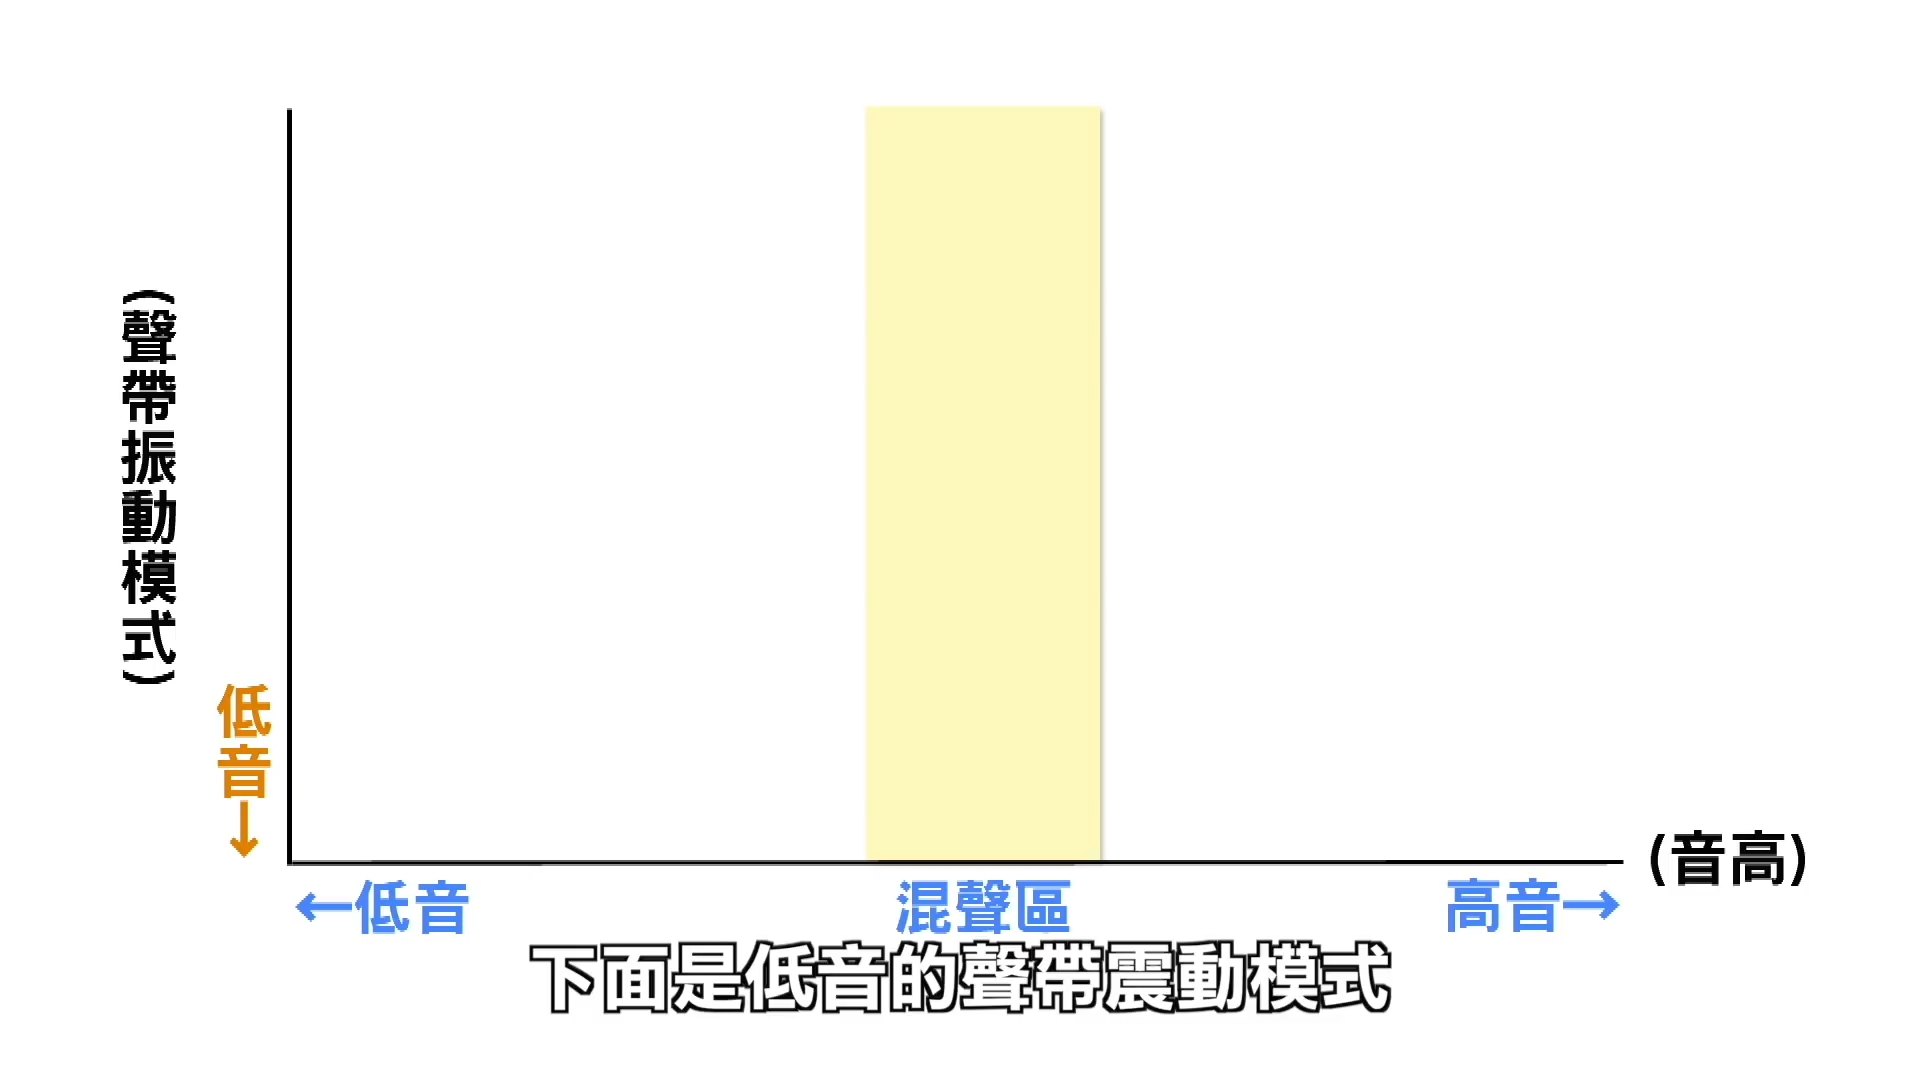 (聲帶振動模式)
低音↓
(音高)
←低音
混聲區
高音→
下面是低音的聲帶震動模式